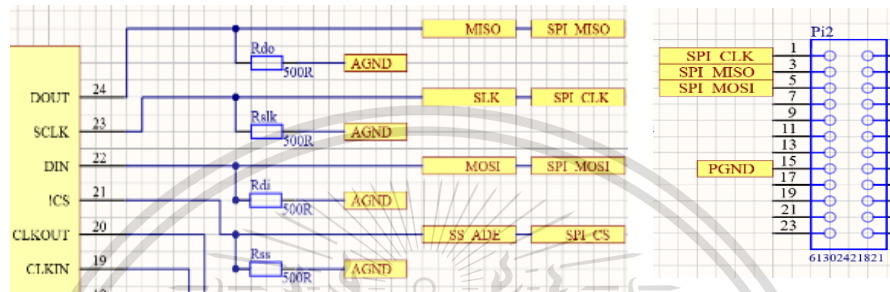 MISO SPI_MISO
Rdo
500R AGND
DOUT 24
SLK SPI_CLK
Rslk
SCLK 23
500R AGND
DIN 22
MOSI SPI_MOSI
Rdi
!CS 21
500R AGND
CLKOUT 20
SS_ADE SPI_CS
Rss
CLKIN 19
500R AGND
Pi2
SPI_CLK 1
SPI_MISO 3
SPI_MOSI 5
7
9
11
13
PGND 15
17
19
21
23
61302421821